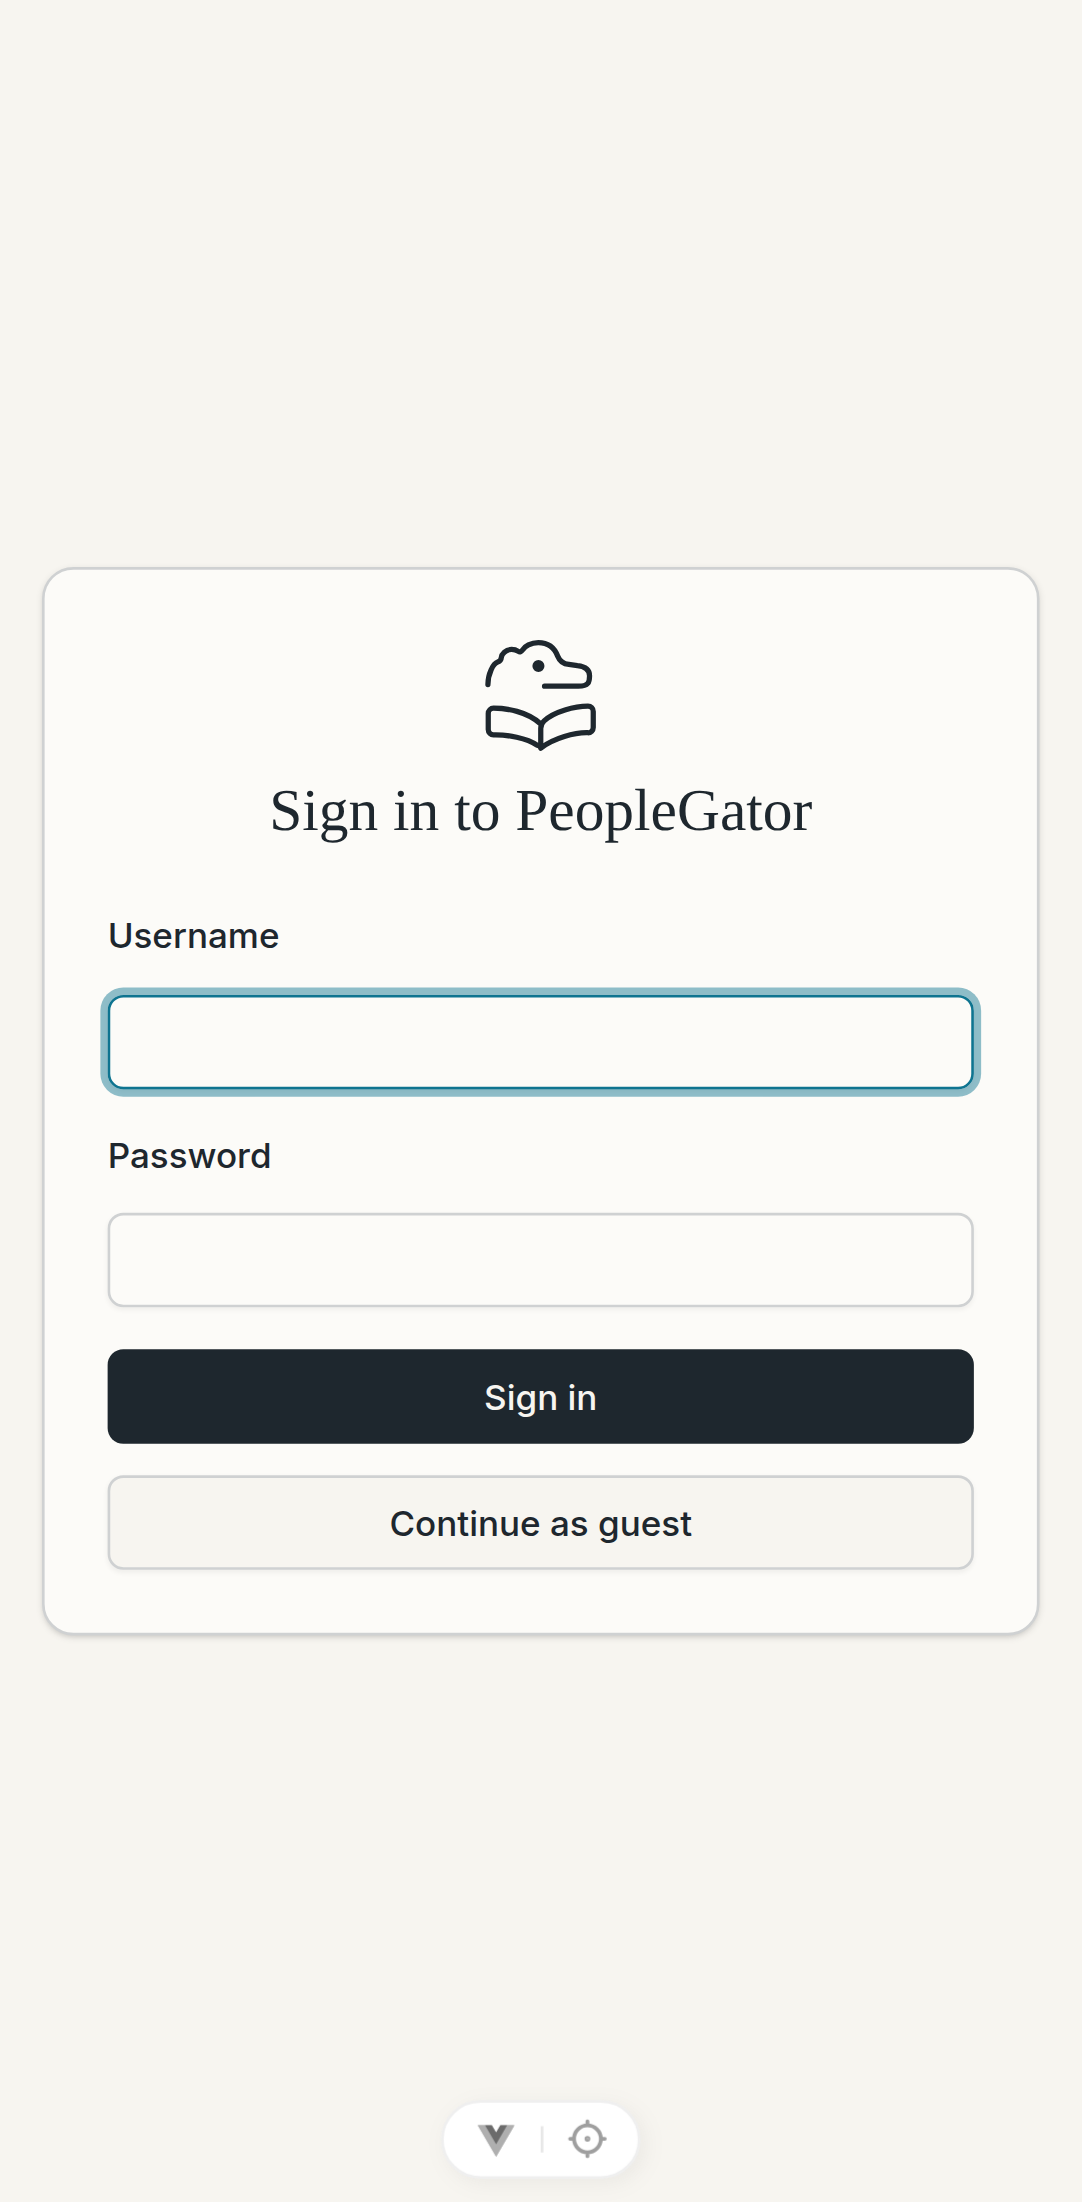 Sign in to PeopleGator
Username
Password
Sign in
Continue as guest